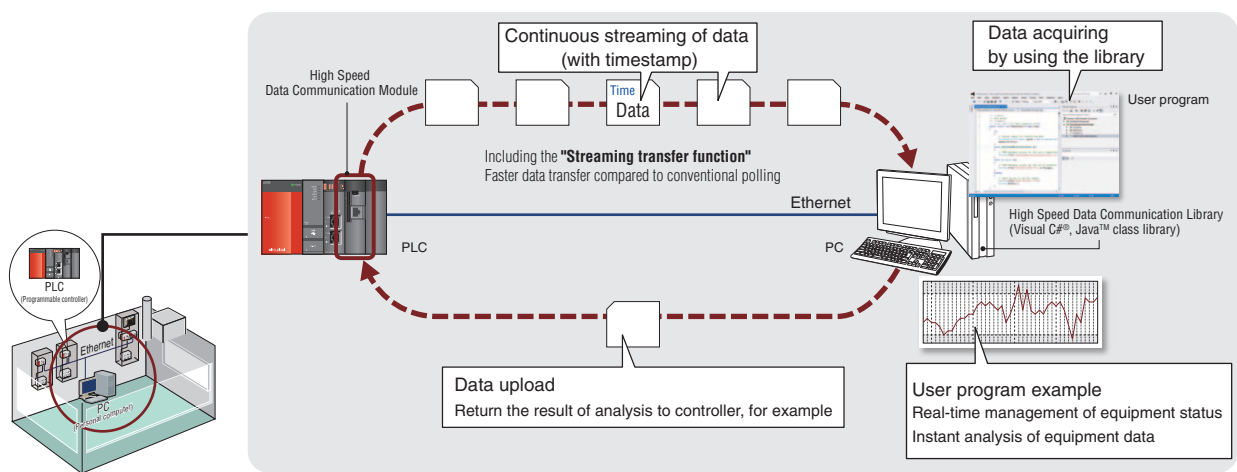 Continuous streaming of data
(with timestamp)
Data acquiring
by using the library
High Speed
Data Communication Module
Time
Data
User program
Including the "Streaming transfer function"
Faster data transfer compared to conventional polling
Ethernet
PLC
PC
High Speed Data Communication Library
(Visual C#®, Java™ class library)
PLC
(Programmable controller)
Ethernet
PC
(Personal computer)
Data upload
Return the result of analysis to controller, for example
User program example
Real-time management of equipment status
Instant analysis of equipment data